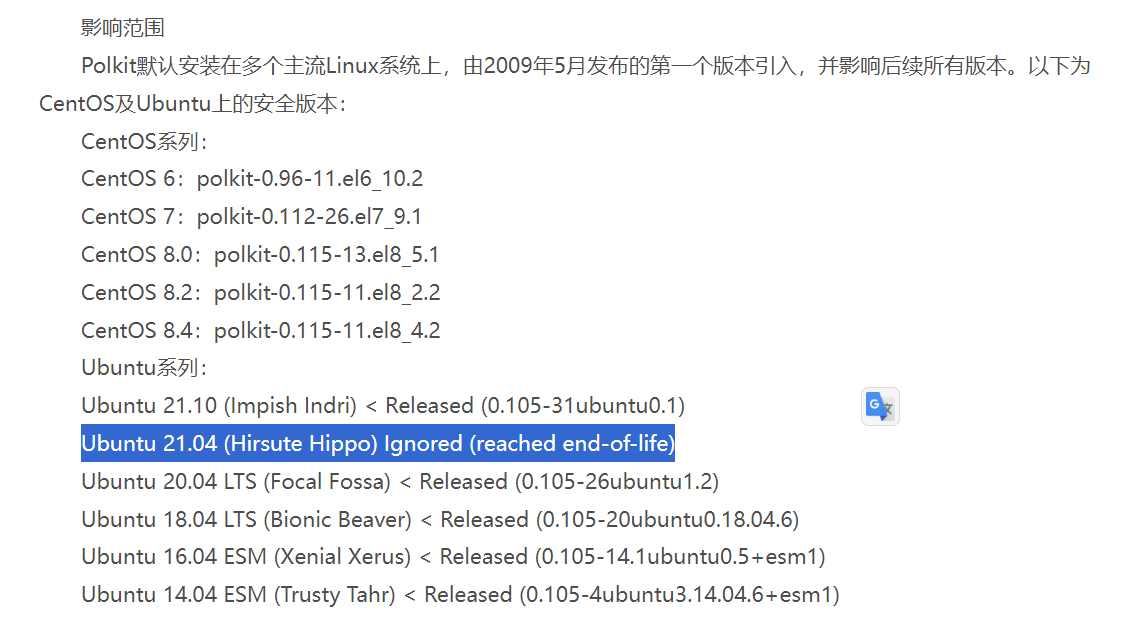 影响范围
Polkit默认安装在多个主流Linux系统上，由2009年5月发布的第一个版本引入，并影响后续所有版本。以下为
CentOS及Ubuntu上的安全版本：
CentOS系列：
CentOS 6：polkit-0.96-11.el6_10.2
CentOS 7：polkit-0.112-26.el7_9.1
CentOS 8.0：polkit-0.115-13.el8_5.1
CentOS 8.2：polkit-0.115-11.el8_2.2
CentOS 8.4：polkit-0.115-11.el8_4.2
Ubuntu系列：
Ubuntu 21.10 (Impish Indri) < Released (0.105-31ubuntu0.1)
Ubuntu 21.04 (Hirsute Hippo) Ignored (reached end-of-life)
Ubuntu 20.04 LTS (Focal Fossa) < Released (0.105-26ubuntu1.2)
Ubuntu 18.04 LTS (Bionic Beaver) < Released (0.105-20ubuntu0.18.04.6)
Ubuntu 16.04 ESM (Xenial Xerus) < Released (0.105-14.1ubuntu0.5+esm1)
Ubuntu 14.04 ESM (Trusty Tahr) < Released (0.105-4ubuntu3.14.04.6+esm1)